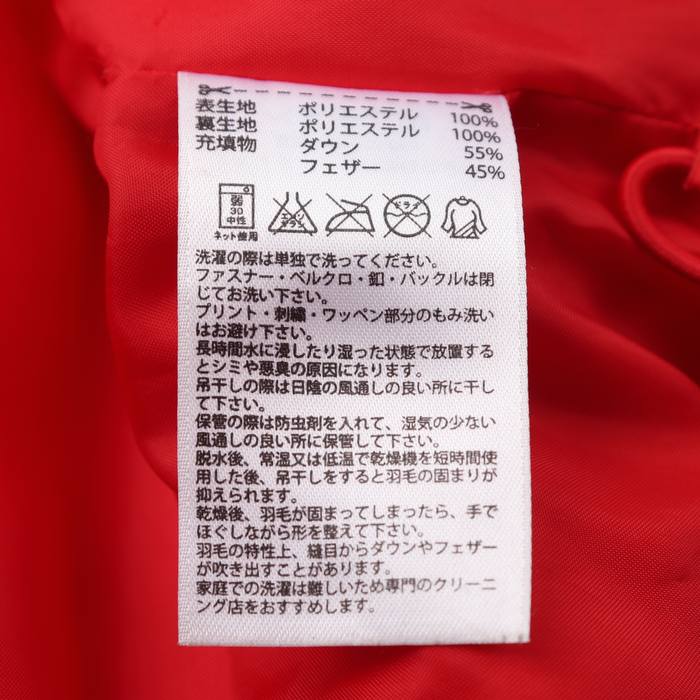 表生地 ポリエステル 100%
裏生地 ポリエステル 100%
充填物 ダウン 55%
フェザー 45%
弱 30 中性 エンソ サラシ ドライ
ネット使用
洗濯の際は単独で洗ってください。
ファスナー・ベルクロ・釦・バックルは閉
じてお洗い下さい。
プリント・刺繍・ワッペン部分のもみ洗い
はお避け下さい。
長時間水に浸したり湿った状態で放置する
とシミや悪臭の原因になります。
吊干しの際は日陰の風通しの良い所に干し
て下さい。
保管の際は防虫剤を入れて、湿気の少ない
風通しの良い所に保管して下さい。
脱水後、常温又は低温で乾燥機を短時間使
用した後、吊干しをすると羽毛の固まりが
抑えられます。
乾燥後、羽毛が固まってしまったら、手で
ほぐしながら形を整えて下さい。
羽毛の特性上、縫目からダウンやフェザー
が吹き出すことがあります。
家庭での洗濯は難しいため専門のクリーニ
ング店をおすすめします。